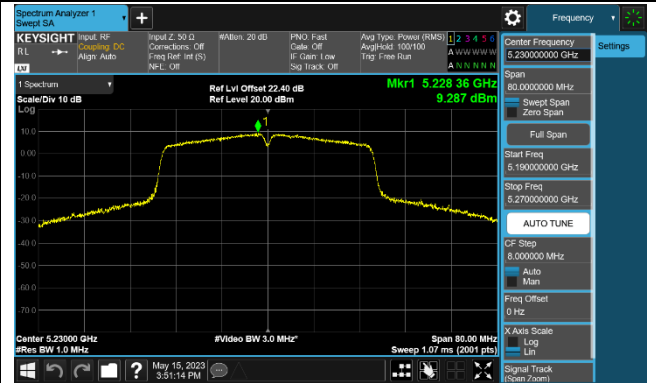 Spectrum Analyzer 1
Swept SA
Frequency
KEYSIGHT
RL
LXI
Input: RF
Coupling: DC
Align: Auto
Input Z: 50 Ω
Corrections: Off
Freq Ref: Int (S)
NFE: Off
#Atten: 20 dB
PNO: Fast
Gate: Off
IF Gain: Low
Sig Track: Off
Avg Type: Power (RMS)
Avg|Hold: 100/100
Trig: Free Run
1 2 3 4 5 6
A W W W W W
A N N N N N
1 Spectrum
Scale/Div 10 dB
Log
Ref Lvl Offset 22.40 dB
Ref Level 20.00 dBm
Mkr1 5.228 36 GHz
9.287 dBm
1
10.0
0.00
-10.0
-20.0
-30.0
-40.0
-50.0
-60.0
-70.0
Center 5.23000 GHz
#Res BW 1.0 MHz
#Video BW 3.0 MHz*
Span 80.00 MHz
Sweep 1.07 ms (2001 pts)
May 15, 2023
3:51:14 PM
Center Frequency
5.230000000 GHz
Settings
Span
80.0000000 MHz
Swept Span
Zero Span
Full Span
Start Freq
5.190000000 GHz
Stop Freq
5.270000000 GHz
AUTO TUNE
CF Step
8.000000 MHz
Auto
Man
Freq Offset
0 Hz
X Axis Scale
Log
Lin
Signal Track
(Span Zoom)